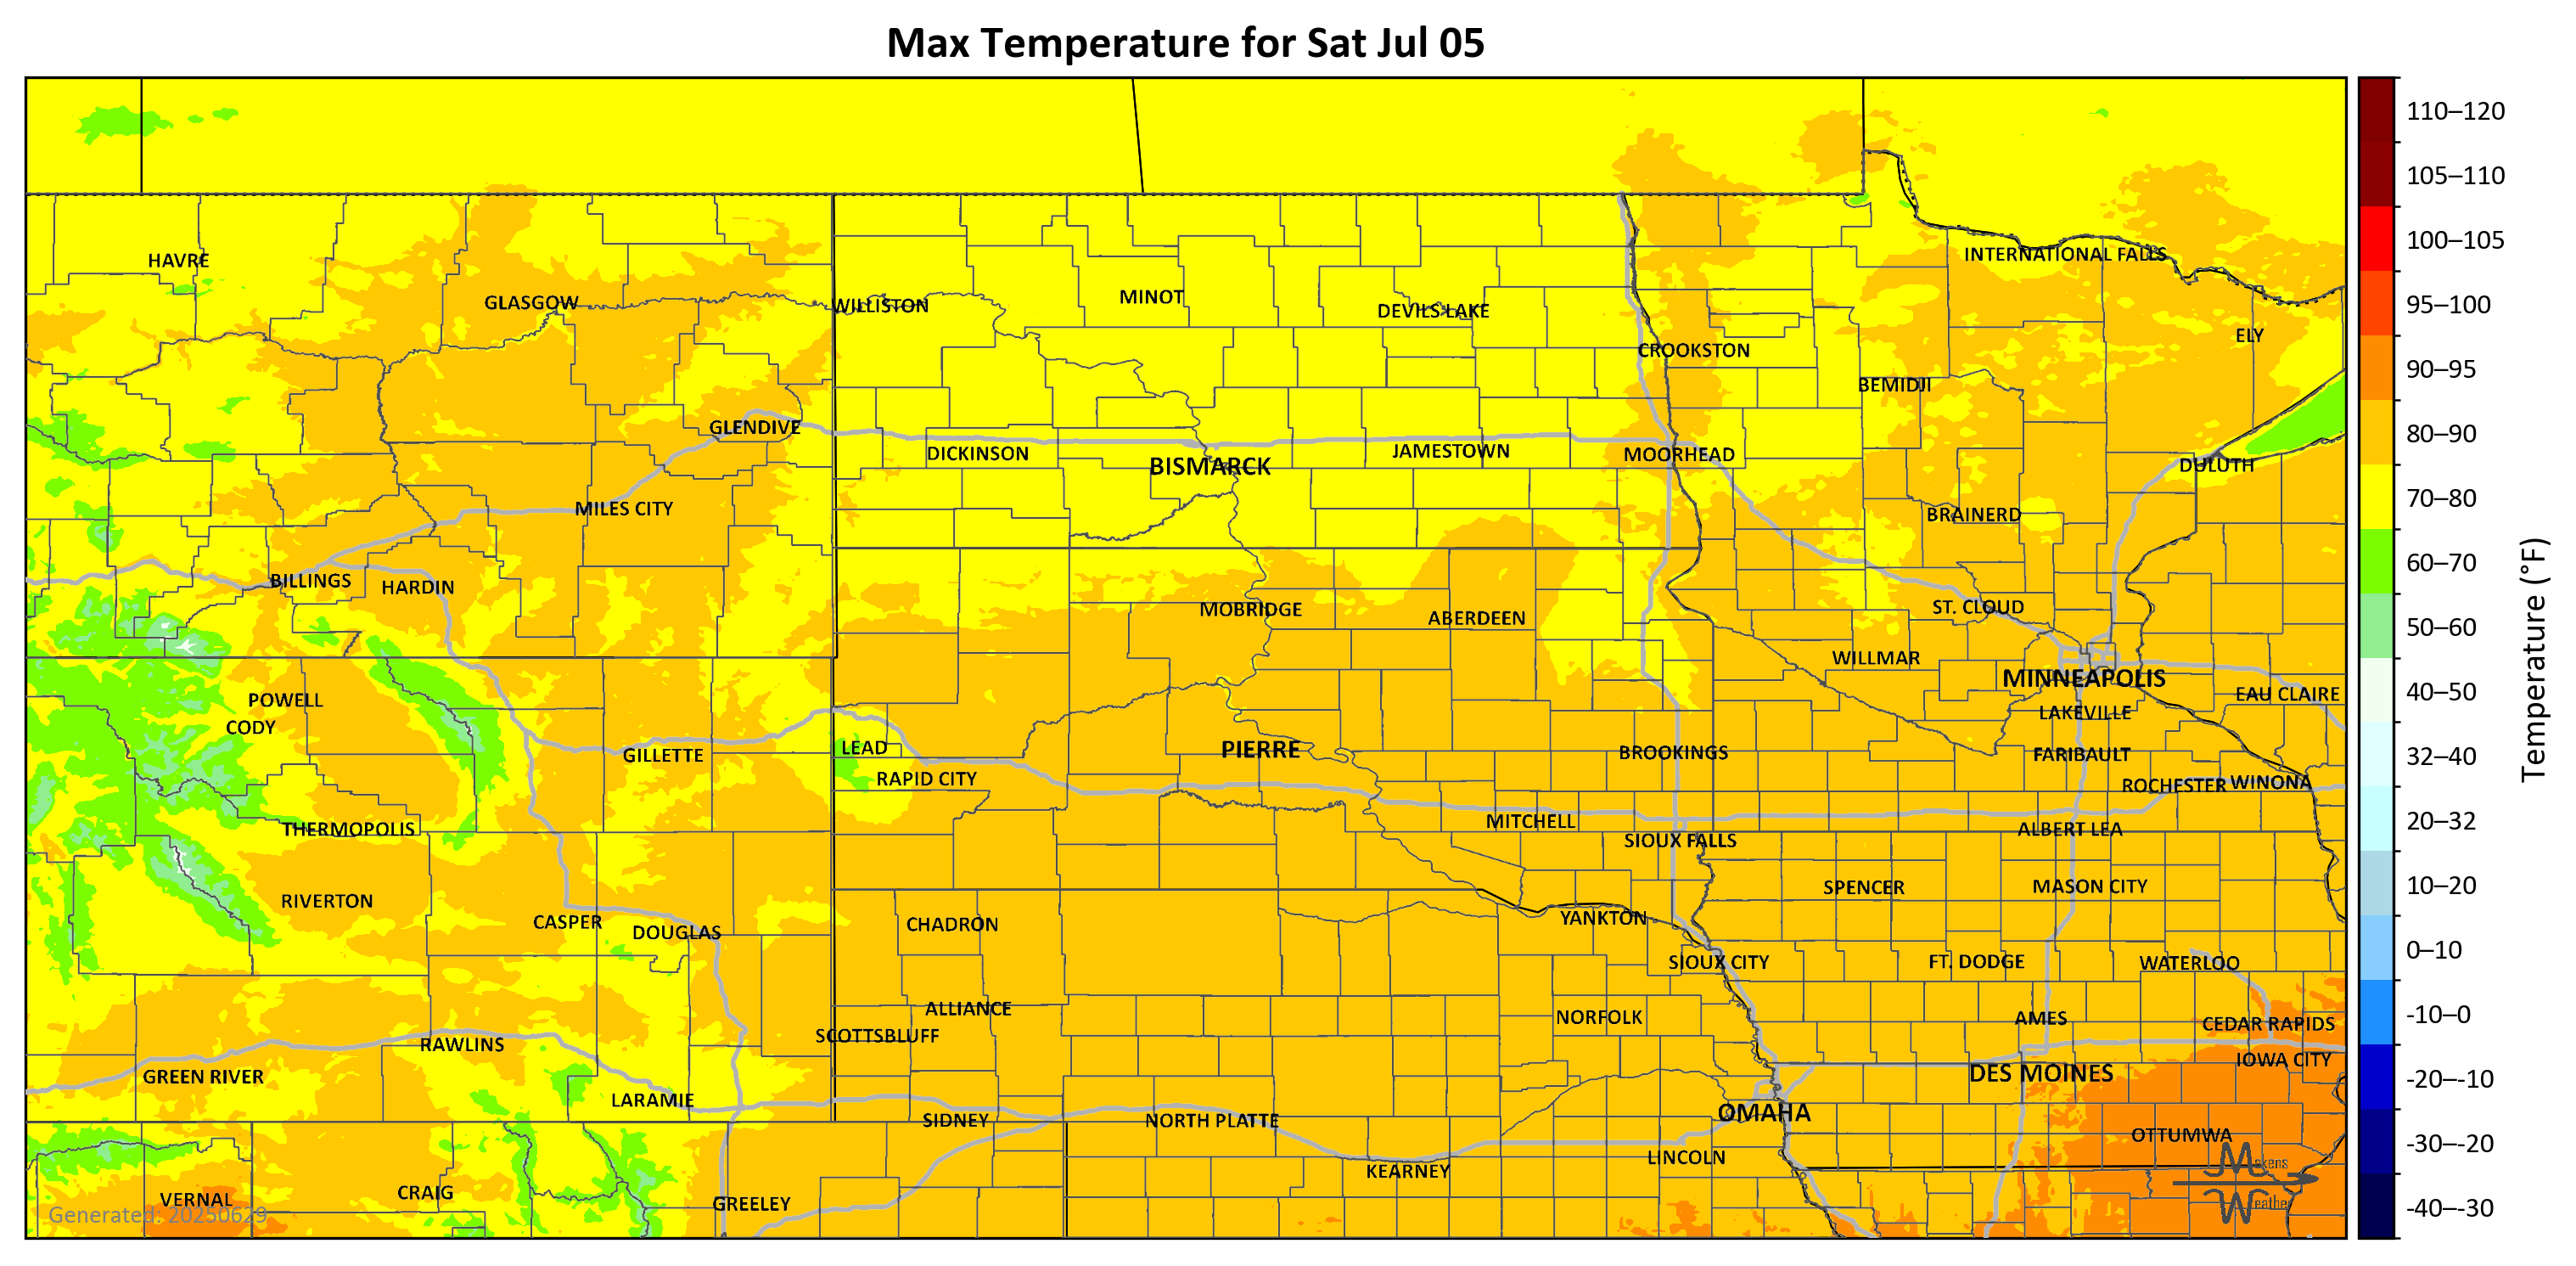 Max Temperature for Sat Jul 05
HAVRE
GLASGOW
WILLISTON
MINOT
DEVILS LAKE
CROOKSTON
INTERNATIONAL FALLS
ELY
BEMIDJI
GLENDIVE
DICKINSON
BISMARCK
JAMESTOWN
MOORHEAD
DULUTH
MILES CITY
BRAINERD
BILLINGS
HARDIN
MOBRIDGE
ABERDEEN
ST. CLOUD
WILLMAR
MINNEAPOLIS
EAU CLAIRE
POWELL
CODY
LAKEVILLE
GILLETTE
LEAD
PIERRE
BROOKINGS
FARIBAULT
RAPID CITY
ROCHESTER
WINONA
THERMOPOLIS
MITCHELL
SIOUX FALLS
ALBERT LEA
RIVERTON
SPENCER
MASON CITY
CASPER
DOUGLAS
CHADRON
YANKTON
SIOUX CITY
FT. DODGE
WATERLOO
ALLIANCE
NORFOLK
AMES
CEDAR RAPIDS
SCOTTSBLUFF
RAWLINS
IOWA CITY
GREEN RIVER
DES MOINES
LARAMIE
SIDNEY
NORTH PLATTE
OMAHA
OTTUMWA
LINCOLN
KEARNEY
VERNAL
CRAIG
GREELEY
Generated: 20250629
Makens
Weather
110–120
105–110
100–105
95–100
90–95
80–90
70–80
60–70
50–60
40–50
32–40
20–32
10–20
0–10
-10–0
-20–-10
-30–-20
-40–-30
Temperature (°F)